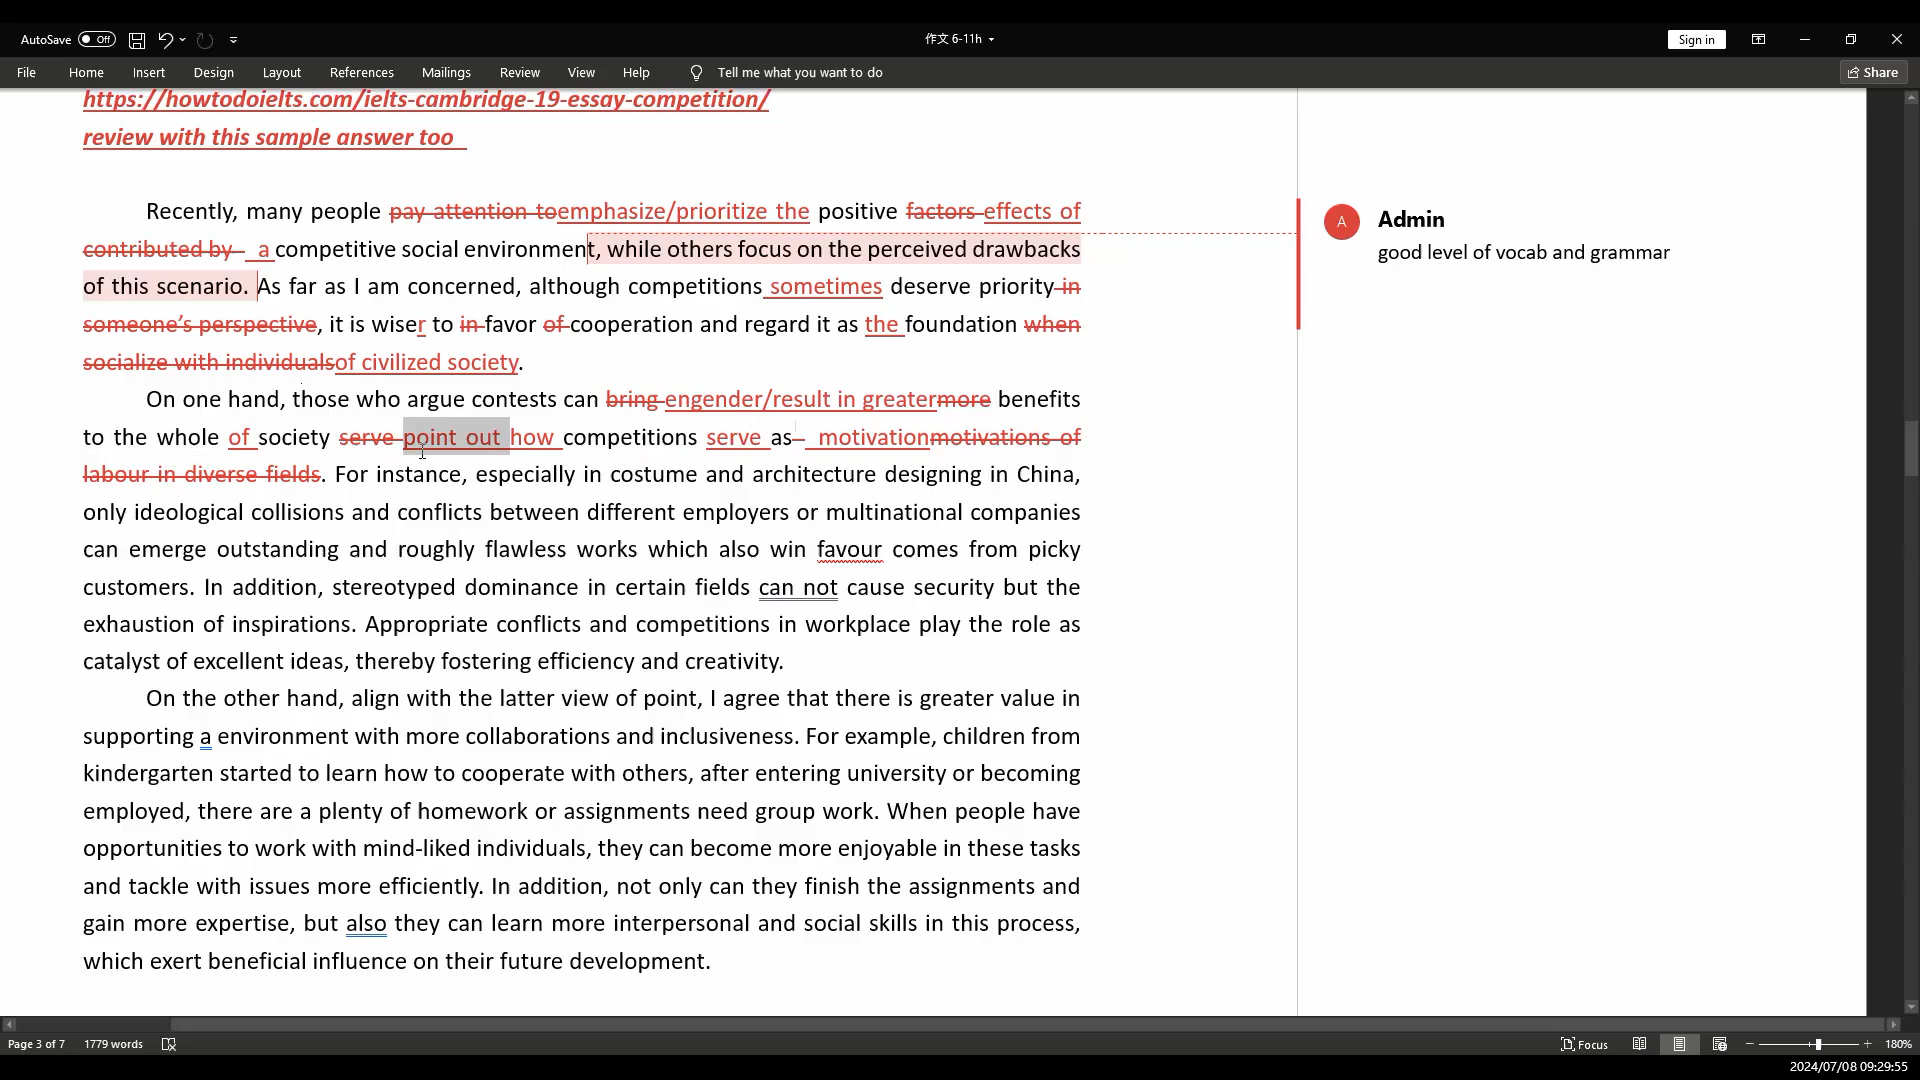 AutoSave Off
作文 6-11h
Sign in
File Home Insert Design Layout References Mailings Review View Help Tell me what you want to do
Share
https://howtodoielts.com/ielts-cambridge-19-essay-competition/
review with this sample answer too
Recently, many people pay attention toemphasize/prioritize the positive factors effects of
contributed by a competitive social environment, while others focus on the perceived drawbacks
of this scenario. As far as I am concerned, although competitions sometimes deserve priority in
someone’s perspective, it is wiser to in favor of cooperation and regard it as the foundation when
socialize with individualsof civilized society.
On one hand, those who argue contests can bring engender/result in greatermore benefits
to the whole of society serve point out how competitions serve as motivationmotivations of
labour in diverse fields. For instance, especially in costume and architecture designing in China,
only ideological collisions and conflicts between different employers or multinational companies
can emerge outstanding and roughly flawless works which also win favour comes from picky
customers. In addition, stereotyped dominance in certain fields can not cause security but the
exhaustion of inspirations. Appropriate conflicts and competitions in workplace play the role as
catalyst of excellent ideas, thereby fostering efficiency and creativity.
On the other hand, align with the latter view of point, I agree that there is greater value in
supporting a environment with more collaborations and inclusiveness. For example, children from
kindergarten started to learn how to cooperate with others, after entering university or becoming
employed, there are a plenty of homework or assignments need group work. When people have
opportunities to work with mind-liked individuals, they can become more enjoyable in these tasks
and tackle with issues more efficiently. In addition, not only can they finish the assignments and
gain more expertise, but also they can learn more interpersonal and social skills in this process,
which exert beneficial influence on their future development.
A Admin
good level of vocab and grammar
Page 3 of 7 1779 words
Focus
180%
2024/07/08 09:29:55